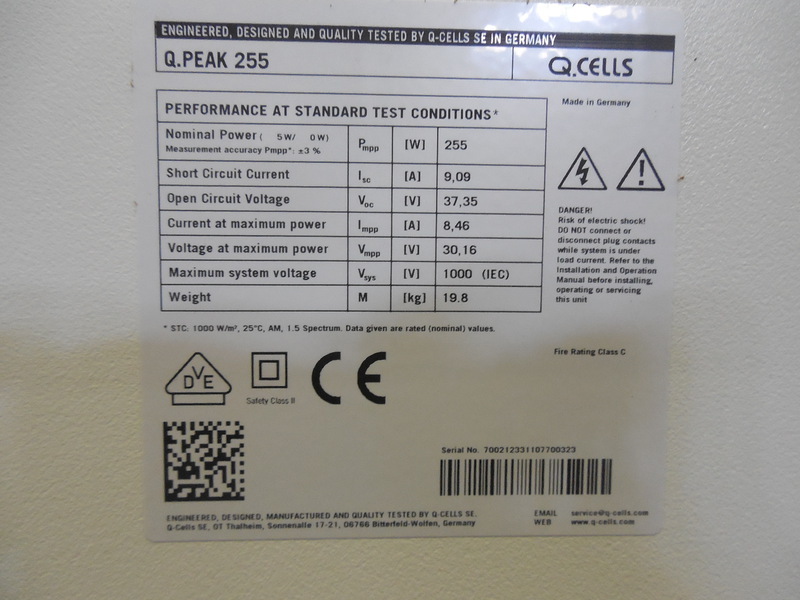 ENGINEERED, DESIGNED AND QUALITY TESTED BY Q-CELLS SE IN GERMANY
Q.PEAK 255
Q.CELLS
PERFORMANCE AT STANDARD TEST CONDITIONS*
Nominal Power ( 5W/ 0W) Pmpp [W] 255
Measurement accuracy Pmpp*: ±3 %
Short Circuit Current Isc [A] 9,09
Open Circuit Voltage Voc [V] 37,35
Current at maximum power Impp [A] 8,46
Voltage at maximum power Vmpp [V] 30,16
Maximum system voltage Vsys [V] 1000 (IEC)
Weight M [kg] 19.8
* STC: 1000 W/m², 25°C, AM, 1.5 Spectrum. Data given are rated (nominal) values.
Made in Germany
DANGER!
Risk of electric shock!
DO NOT connect or
disconnect plug contacts
while system is under
load current. Refer to the
Installation and Operation
Manual before installing,
operating or servicing
this unit
Fire Rating Class C
DVE
Safety Class II
CE
Serial No. 700212331107700323
ENGINEERED, DESIGNED, MANUFACTURED AND QUALITY TESTED BY Q-CELLS SE.
Q-Cells SE, OT Thalheim, Sonnenalle 17-21, 06766 Bitterfeld-Wolfen, Germany
EMAIL service@q-cells.com
WEB www.q-cells.com